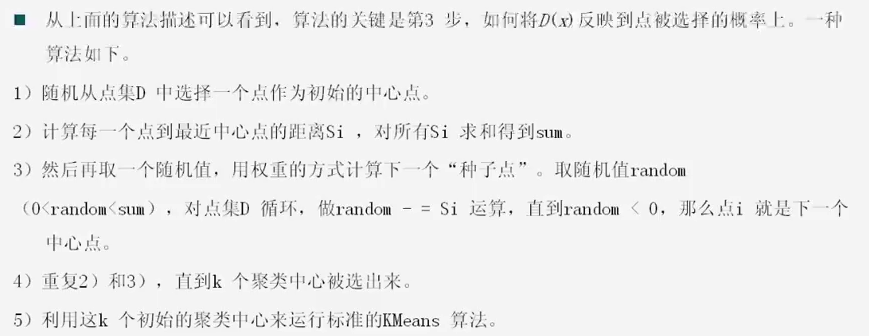 ■ 从上面的算法描述可以看到，算法的关键是第3 步，如何将D(x)反映到点被选择的概率上。一种
算法如下。
1）随机从点集D 中选择一个点作为初始的中心点。
2）计算每一个点到最近中心点的距离Si ，对所有Si 求和得到sum。
3）然后再取一个随机值，用权重的方式计算下一个“种子点”。取随机值random
（0<random<sum），对点集D 循环，做random - = Si 运算，直到random < 0，那么点i 就是下一个
中心点。
4）重复2）和3），直到k 个聚类中心被选出来。
5）利用这k 个初始的聚类中心来运行标准的KMeans 算法。